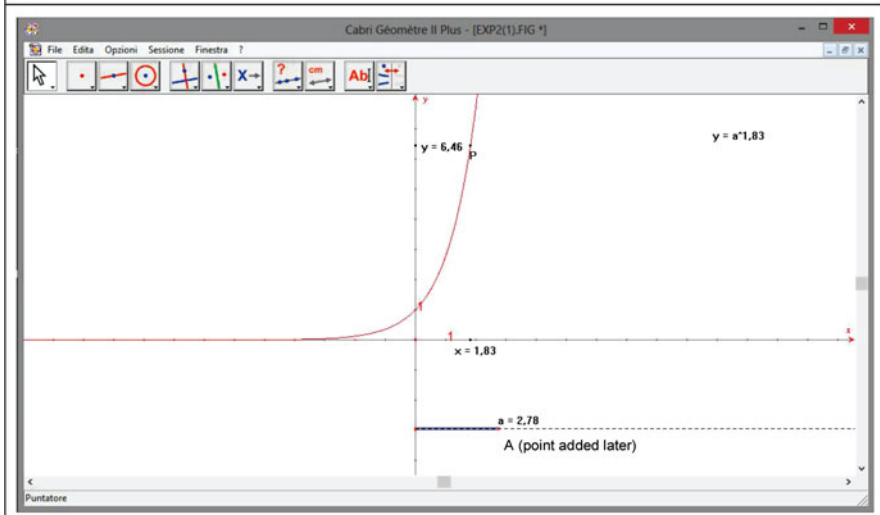 Cabri Géomètre II Plus - [EXP2(1).FIG *]
File Edita Opzioni Sessione Finestra ?
X→ ? cm Ab
y
y = 6,46
P
y = a^1,83
1
1
x
x = 1,83
a = 2,78
A (point added later)
Puntatore